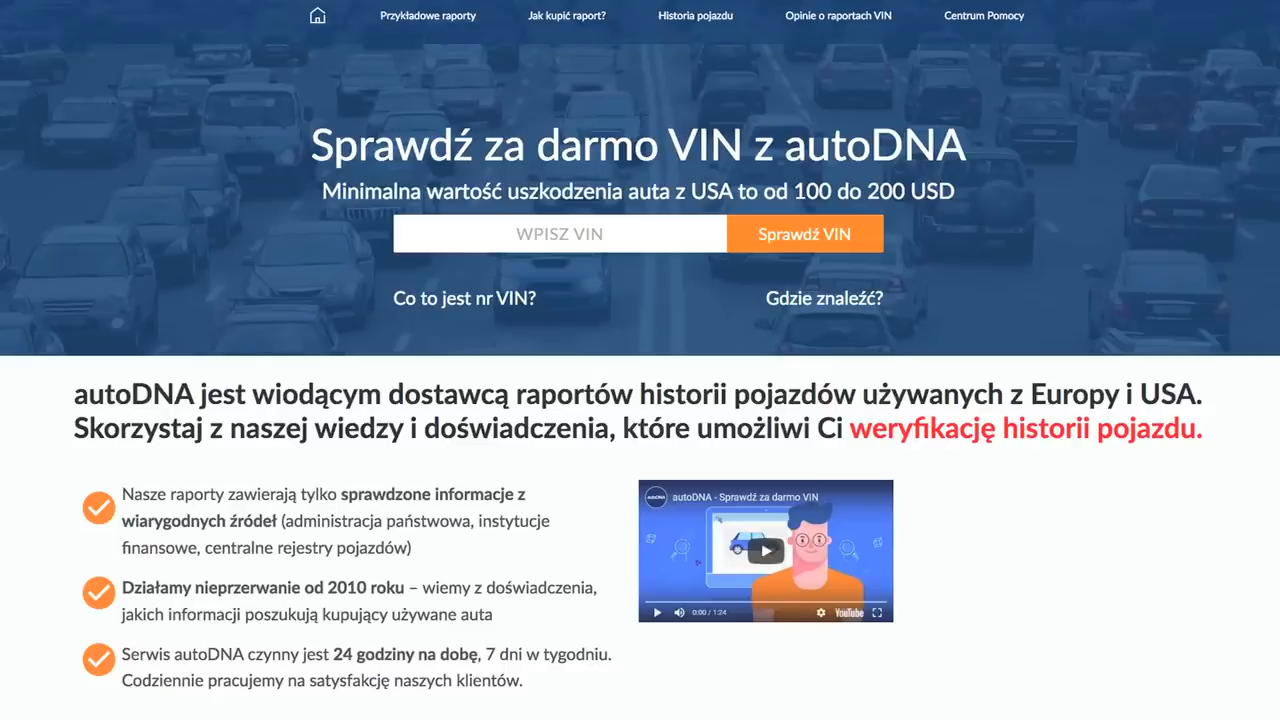 Przykładowe raporty
Jak kupić raport?
Historia pojazdu
Opinie o raportach VIN
Centrum Pomocy
Sprawdź za darmo VIN z autoDNA
Minimalna wartość uszkodzenia auta z USA to od 100 do 200 USD
WPISZ VIN
Sprawdź VIN
Co to jest nr VIN?
Gdzie znaleźć?
autoDNA jest wiodącym dostawcą raportów historii pojazdów używanych z Europy i USA.
Skorzystaj z naszej wiedzy i doświadczenia, które umożliwi Ci weryfikację historii pojazdu.
Nasze raporty zawierają tylko sprawdzone informacje z
wiarygodnych źródeł (administracja państwowa, instytucje
finansowe, centralne rejestry pojazdów)
Działamy nieprzerwanie od 2010 roku – wiemy z doświadczenia,
jakich informacji poszukują kupujący używane auta
Serwis autoDNA czynny jest 24 godziny na dobę, 7 dni w tygodniu.
Codziennie pracujemy na satysfakcję naszych klientów.
autoDNA
autoDNA - Sprawdź za darmo VIN
0:00 / 1:24
YouTube